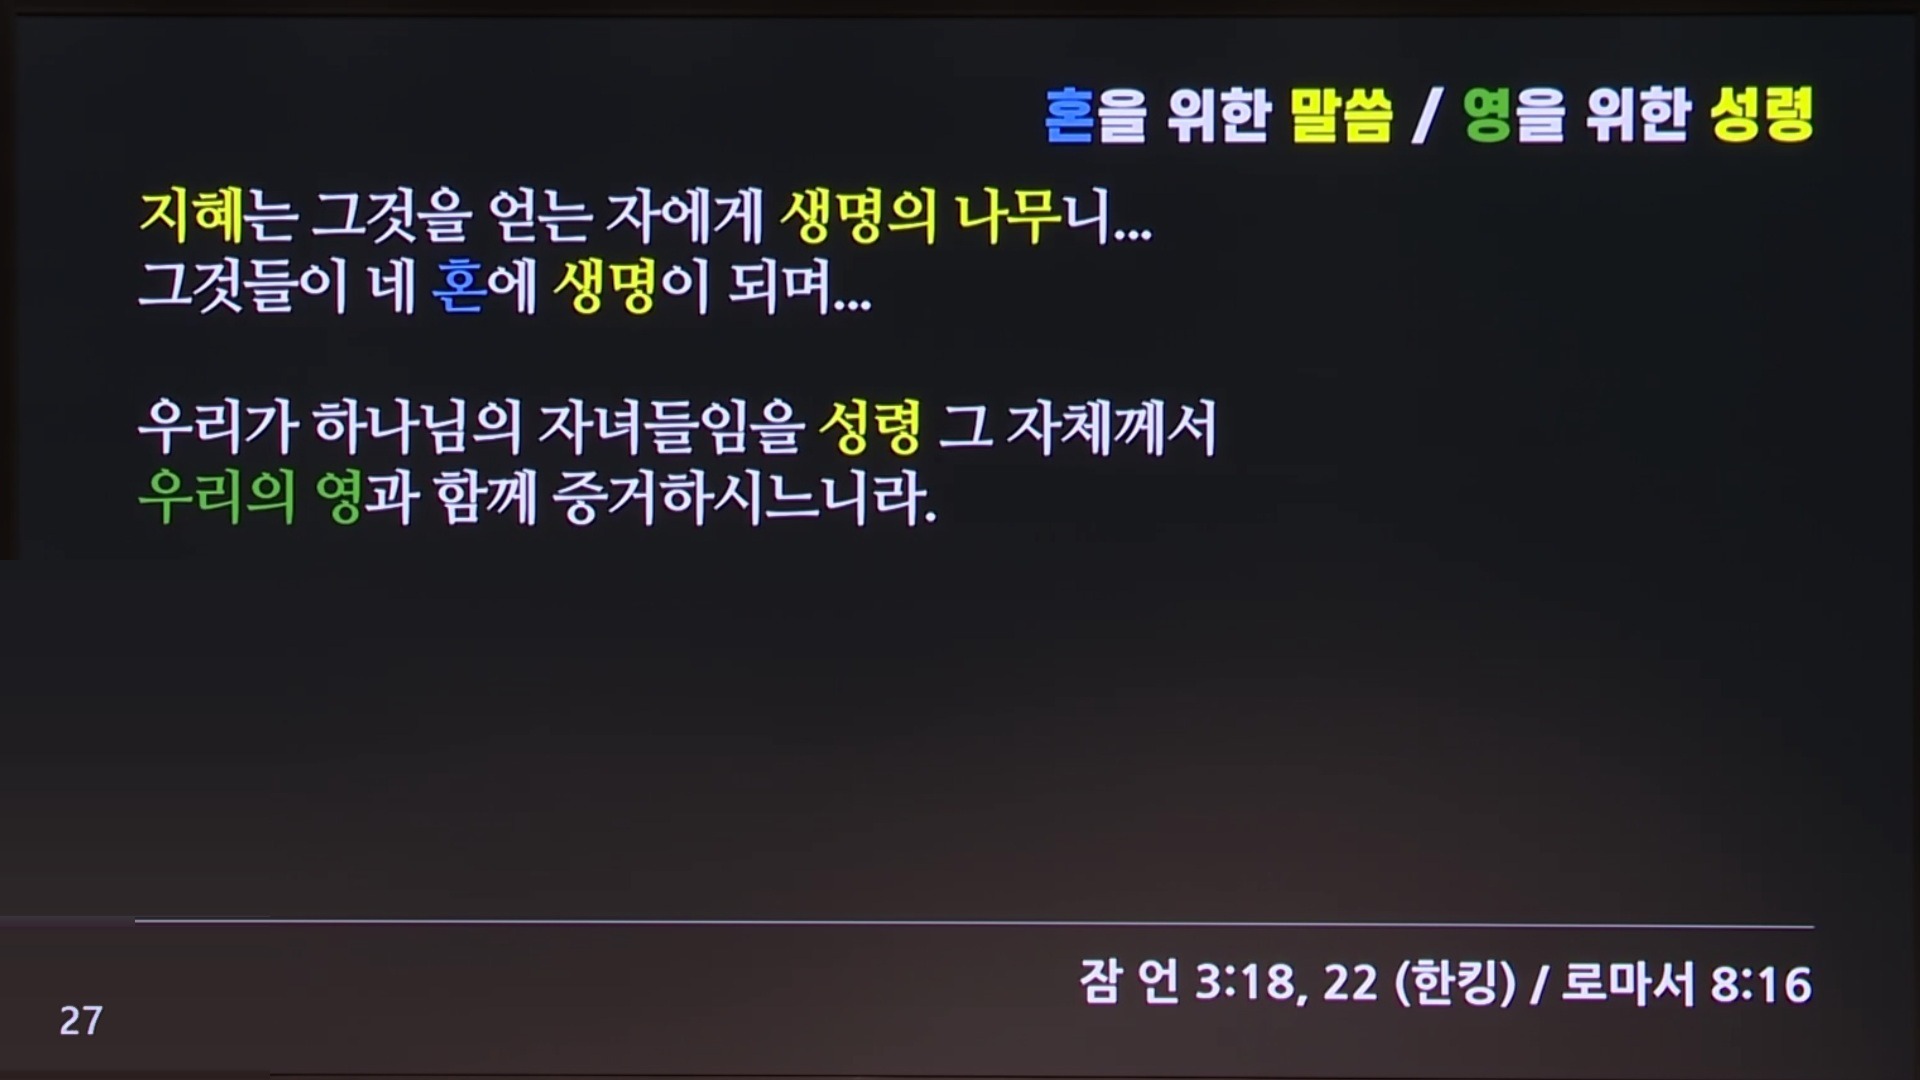 혼을 위한 말씀 / 영을 위한 성령
지혜는 그것을 얻는 자에게 생명의 나무니...
그것들이 네 혼에 생명이 되며...
우리가 하나님의 자녀들임을 성령 그 자체께서
우리의 영과 함께 증거하시느니라.
잠 언 3:18, 22 (한킹) / 로마서 8:16
27